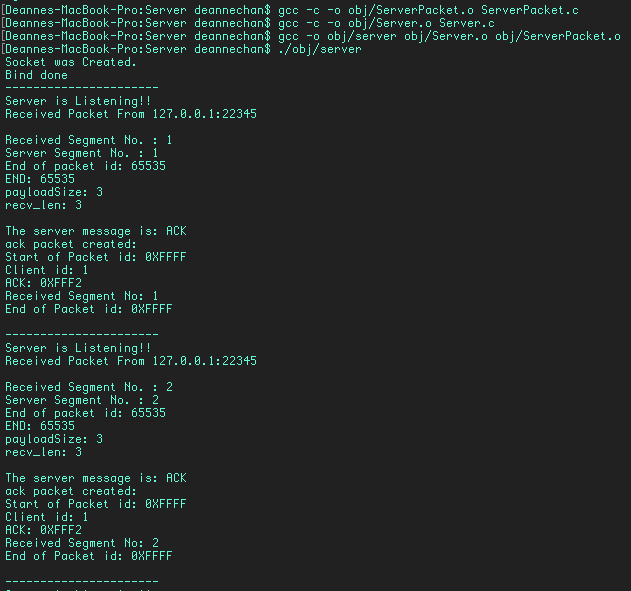 [Deannes-MacBook-Pro:Server deannechan$ gcc -c -o obj/ServerPacket.o ServerPacket.c
[Deannes-MacBook-Pro:Server deannechan$ gcc -c -o obj/Server.o Server.c
[Deannes-MacBook-Pro:Server deannechan$ gcc -o obj/server obj/Server.o obj/ServerPacket.o
[Deannes-MacBook-Pro:Server deannechan$ ./obj/server
Socket was Created.
Bind done
----------------------
Server is Listening!!
Received Packet From 127.0.0.1:22345
Received Segment No. : 1
Server Segment No. : 1
End of packet id: 65535
END: 65535
payloadSize: 3
recv_len: 3
The server message is: ACK
ack packet created:
Start of Packet id: 0XFFFF
Client id: 1
ACK: 0XFFF2
Received Segment No: 1
End of Packet id: 0XFFFF
----------------------
Server is Listening!!
Received Packet From 127.0.0.1:22345
Received Segment No. : 2
Server Segment No. : 2
End of packet id: 65535
END: 65535
payloadSize: 3
recv_len: 3
The server message is: ACK
ack packet created:
Start of Packet id: 0XFFFF
Client id: 1
ACK: 0XFFF2
Received Segment No: 2
End of Packet id: 0XFFFF
----------------------